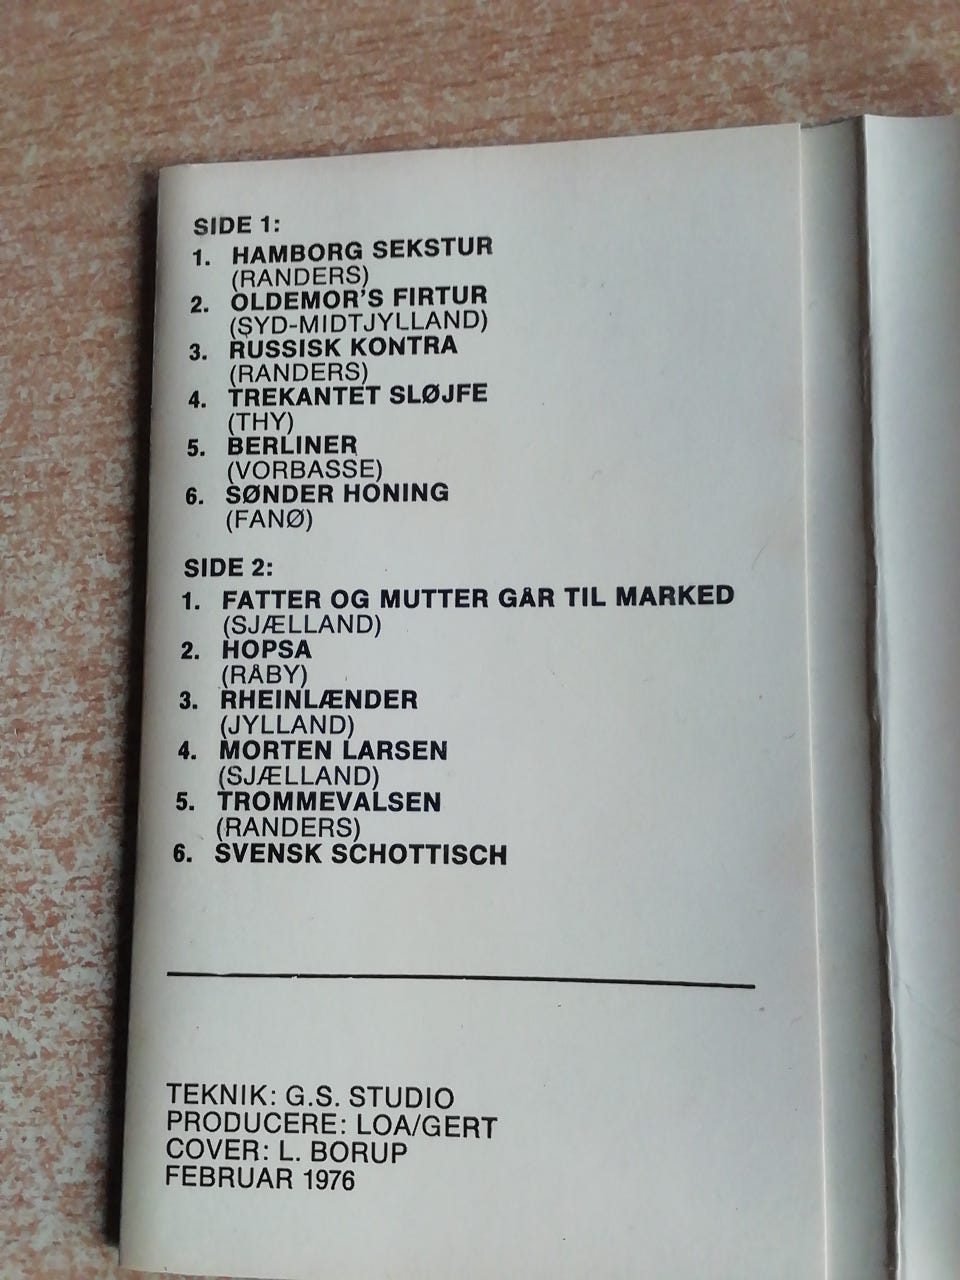 SIDE 1:
1. HAMBORG SEKSTUR
(RANDERS)
2. OLDEMOR'S FIRTUR
(SYD-MIDTJYLLAND)
3. RUSSISK KONTRA
(RANDERS)
4. TREKANTET SLØJFE
(THY)
5. BERLINER
(VORBASSE)
6. SØNDER HONING
(FANØ)
SIDE 2:
1. FATTER OG MUTTER GÅR TIL MARKED
(SJÆLLAND)
2. HOPSA
(RÅBY)
3. RHEINLÆNDER
(JYLLAND)
4. MORTEN LARSEN
(SJÆLLAND)
5. TROMMEVALSEN
(RANDERS)
6. SVENSK SCHOTTISCH
TEKNIK: G.S. STUDIO
PRODUCERE: LOA/GERT
COVER: L. BORUP
FEBRUAR 1976